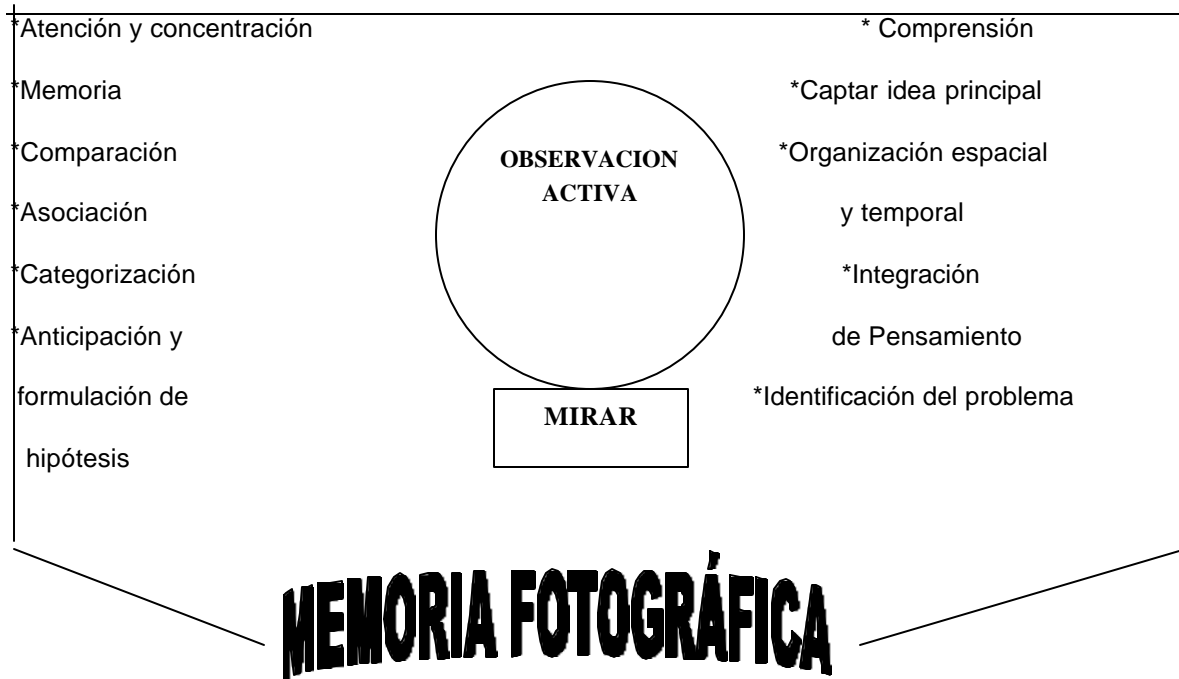 *Atención y concentración
*Memoria
*Comparación
*Asociación
*Categorización
*Anticipación y
formulación de
hipótesis
OBSERVACION
ACTIVA
MIRAR
* Comprensión
*Captar idea principal
*Organización espacial
y temporal
*Integración
de Pensamiento
*Identificación del problema
MEMORIA FOTOGRÁFICA